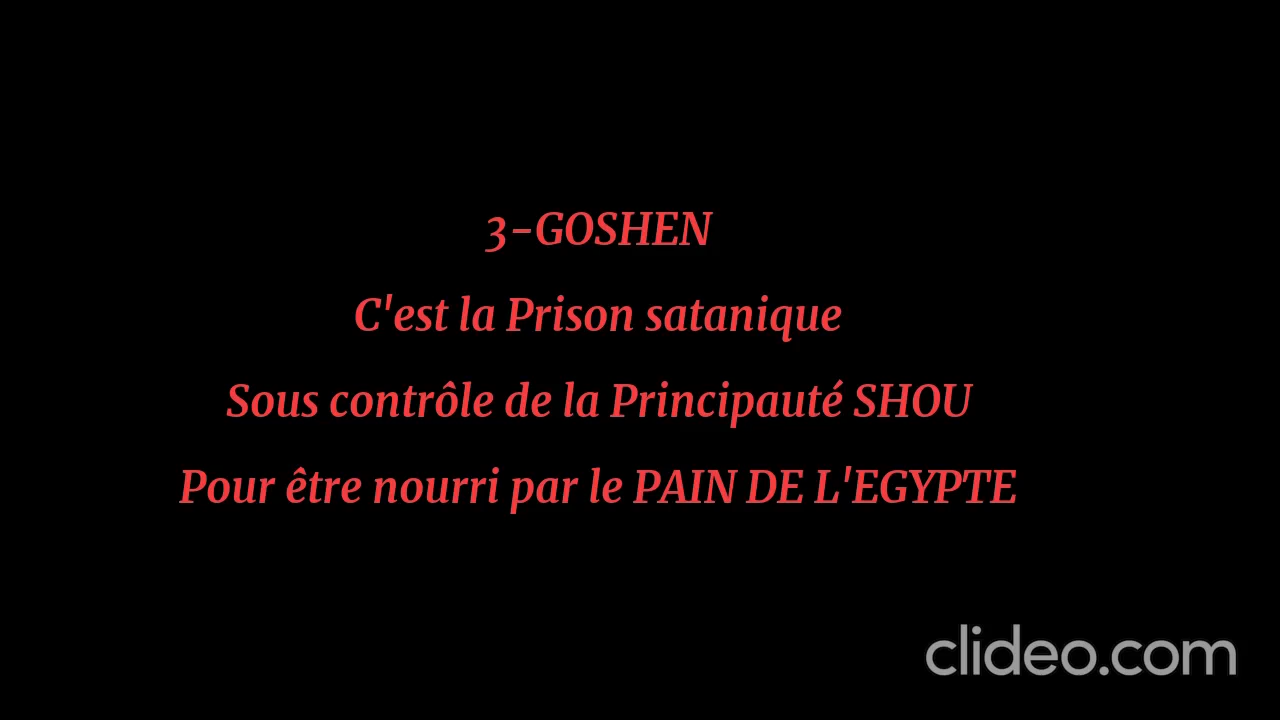 3-GOSHEN
C'est la Prison satanique
Sous contrôle de la Principauté SHOU
Pour être nourri par le PAIN DE L'EGYPTE
clideo.com